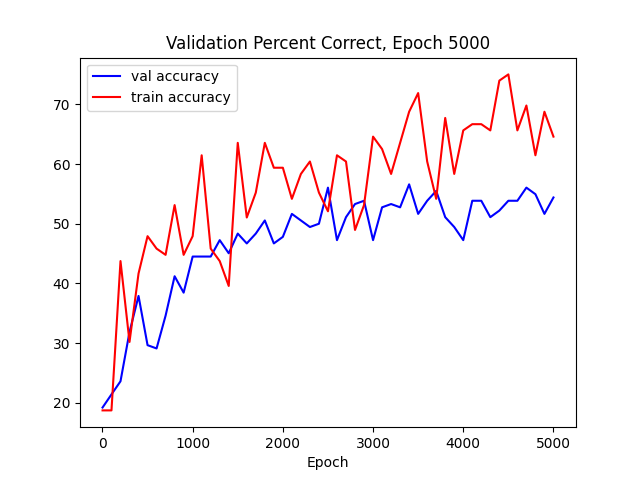 Validation Percent Correct, Epoch 5000
val accuracy
train accuracy
70
60
50
40
30
20
0 1000 2000 3000 4000 5000
Epoch